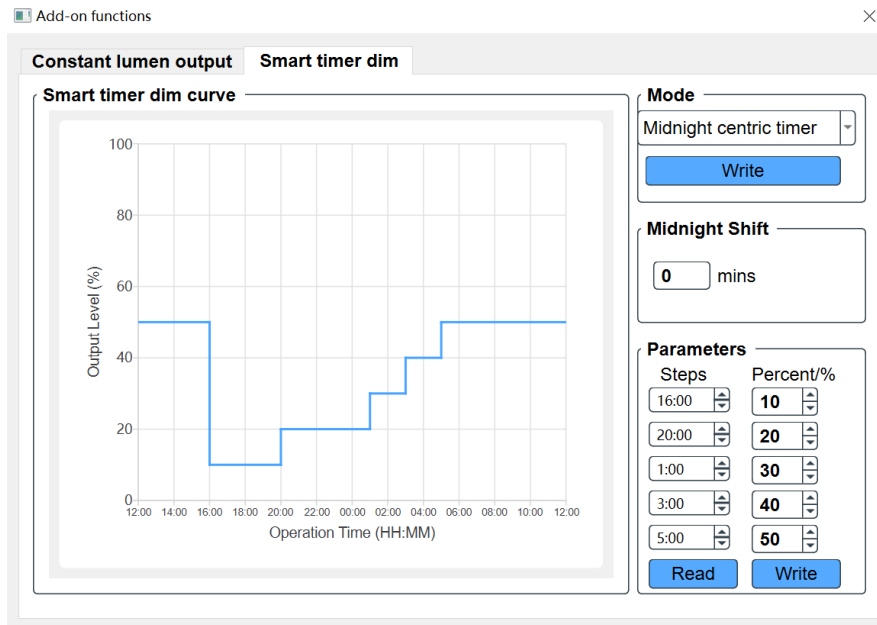 Add-on functions
Constant lumen output
Smart timer dim
Smart timer dim curve
100
80
60
40
20
0
Output Level (%)
12:00 14:00 16:00 18:00 20:00 22:00 00:00 02:00 04:00 06:00 08:00 10:00 12:00
Operation Time (HH:MM)
Mode
Midnight centric timer
Write
Midnight Shift
0 mins
Parameters
Steps Percent/%
16:00 10
20:00 20
1:00 30
3:00 40
5:00 50
Read Write